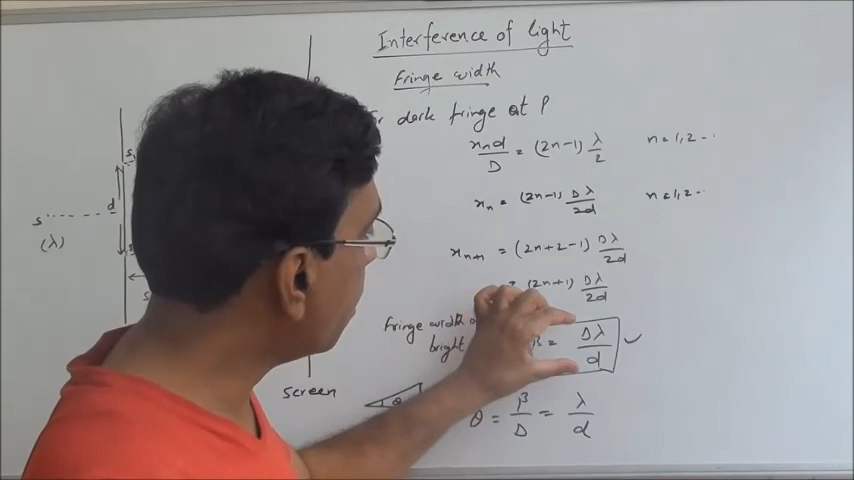 Interference of light
Fringe width
dark fringe at P
xₙd/D = (2n-1) λ/2   n=1,2--
xₙ = (2n-1) Dλ/2d   n=1,2--
xₙ₊₁ = (2n+2-1) Dλ/2d
= (2n+1) Dλ/2d
Fringe width
bright β = Dλ/d
θ
θ = β/D = λ/d
S
d
S
(λ)
screen